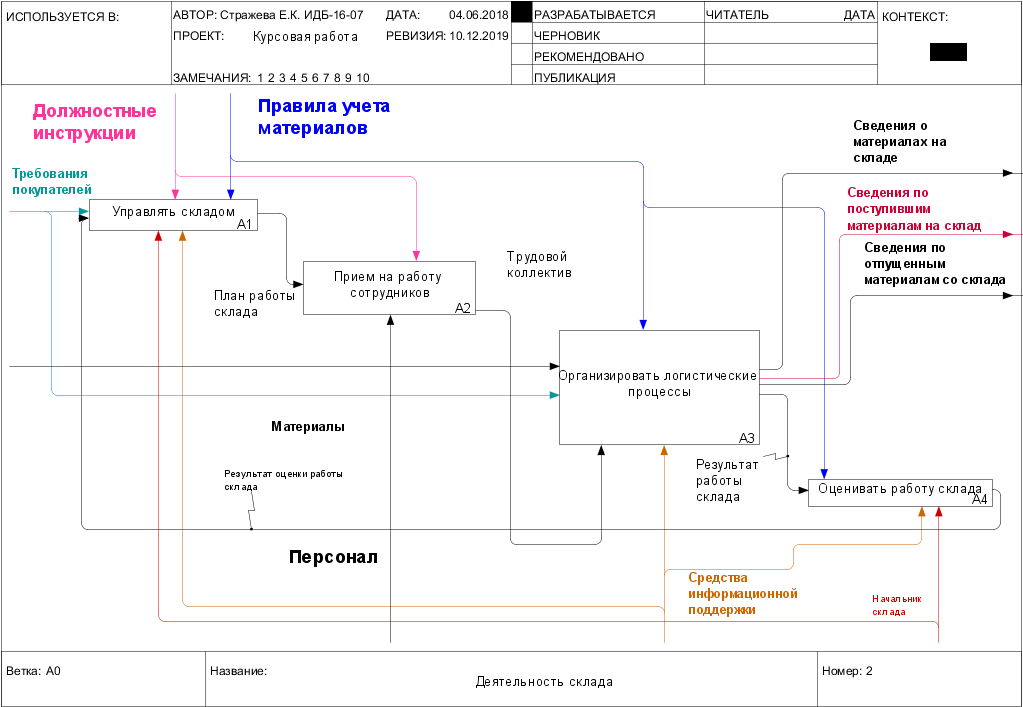 ИСПОЛЬЗУЕТСЯ В:
АВТОР: Стражева Е.К. ИДБ-16-07
ДАТА: 04.06.2018
ПРОЕКТ: Курсовая работа
РЕВИЗИЯ: 10.12.2019
ЗАМЕЧАНИЯ: 1 2 3 4 5 6 7 8 9 10
РАЗРАБАТЫВАЕТСЯ
ЧЕРНОВИК
РЕКОМЕНДОВАНО
ПУБЛИКАЦИЯ
ЧИТАТЕЛЬ
ДАТА
КОНТЕКСТ:
Должностные
инструкции
Правила учета
материалов
Сведения о
материалах на
складе
Требования
покупателей
Сведения по
поступившим
материалам на склад
Управлять складом
A1
Сведения по
отпущенным
материалам со склада
Трудовой
коллектив
Прием на работу
сотрудников
A2
План работы
склада
Организировать логистические
процессы
A3
Материалы
Результат
работы
склада
Результат оценки работы
склада
Оценивать работу склада
A4
Персонал
Средства
информационной
поддержки
Начальник
склада
Ветка: A0
Название:
Деятельность склада
Номер: 2